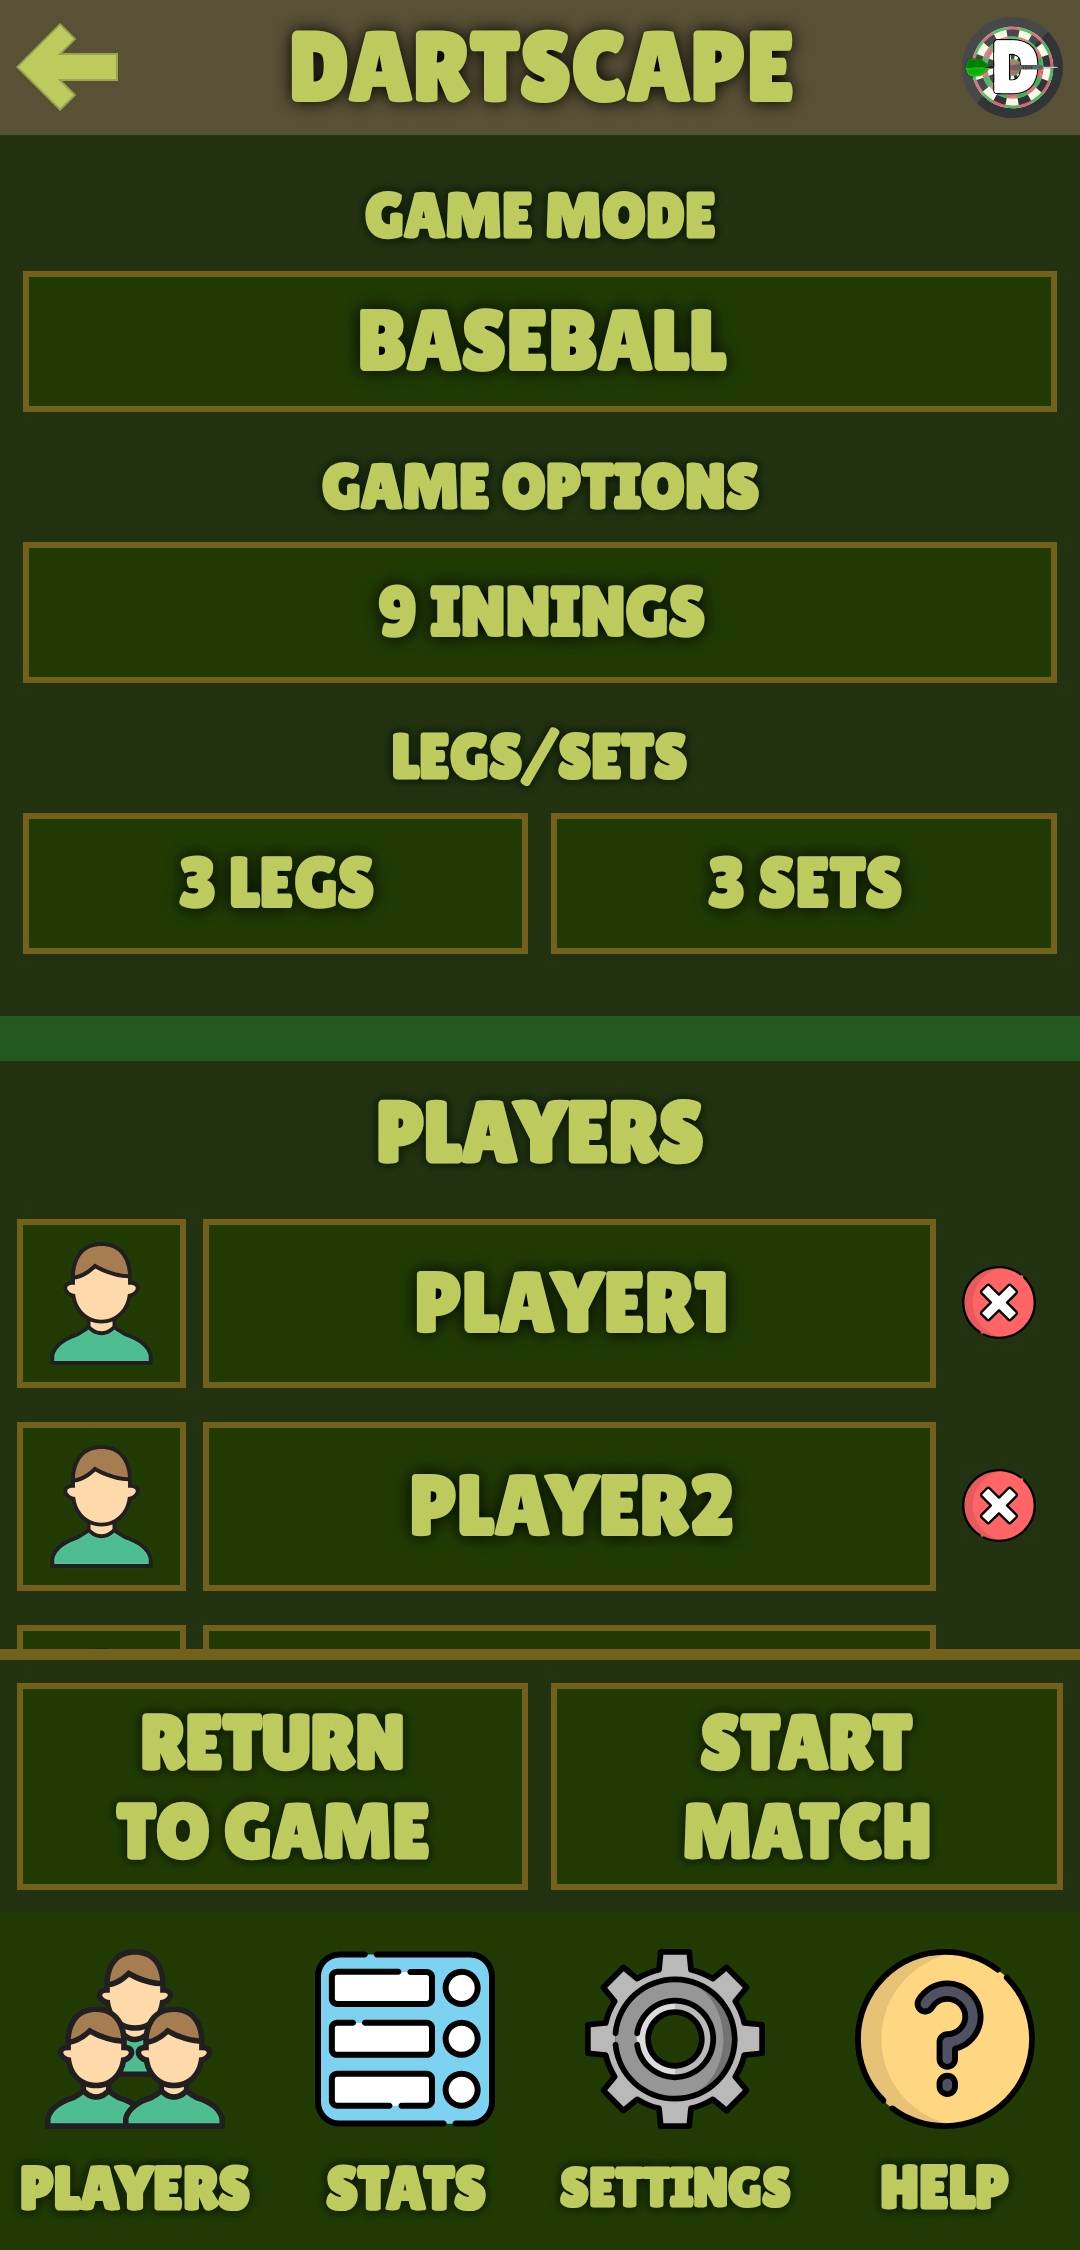 DARTSCAPE
D
GAME MODE
BASEBALL
GAME OPTIONS
9 INNINGS
LEGS/SETS
3 LEGS
3 SETS
PLAYERS
PLAYER1
PLAYER2
RETURN
TO GAME
START
MATCH
PLAYERS
STATS
SETTINGS
HELP